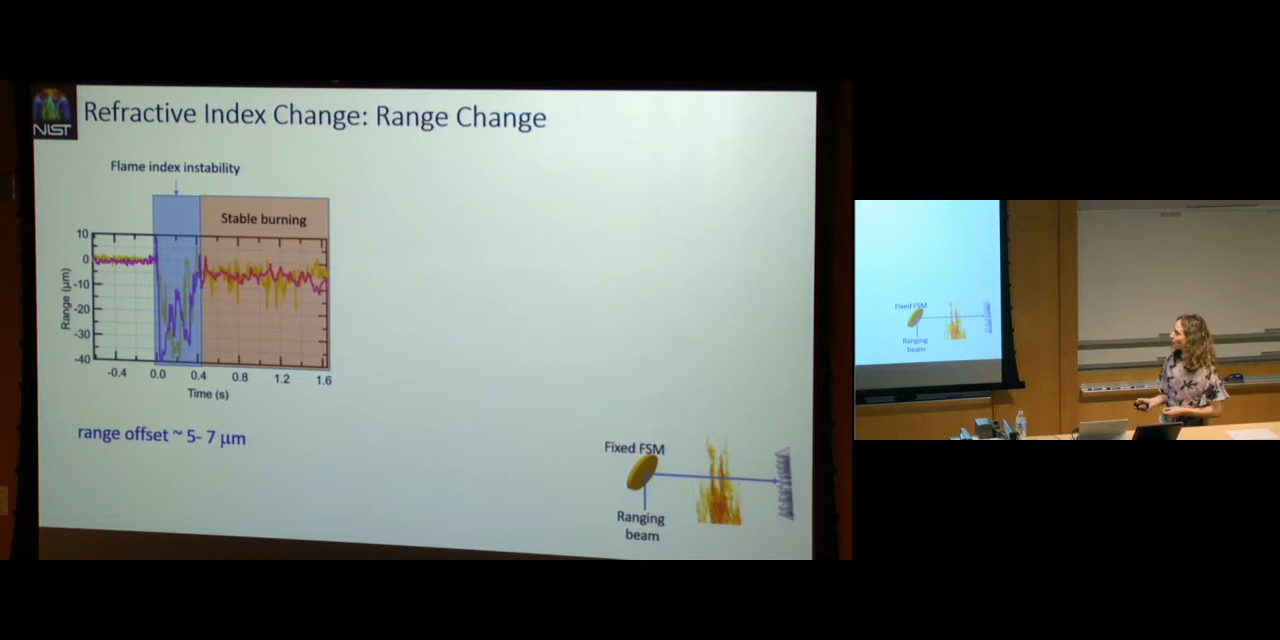 NIST
Refractive Index Change: Range Change
Flame index instability
Stable burning
10
0
-10
-20
-30
-40
Range (µm)
-0.4
0.0
0.4
0.8
1.2
1.6
Time (s)
range offset ~ 5- 7 µm
Fixed FSM
Ranging
beam
Fixed FSM
Ranging
beam